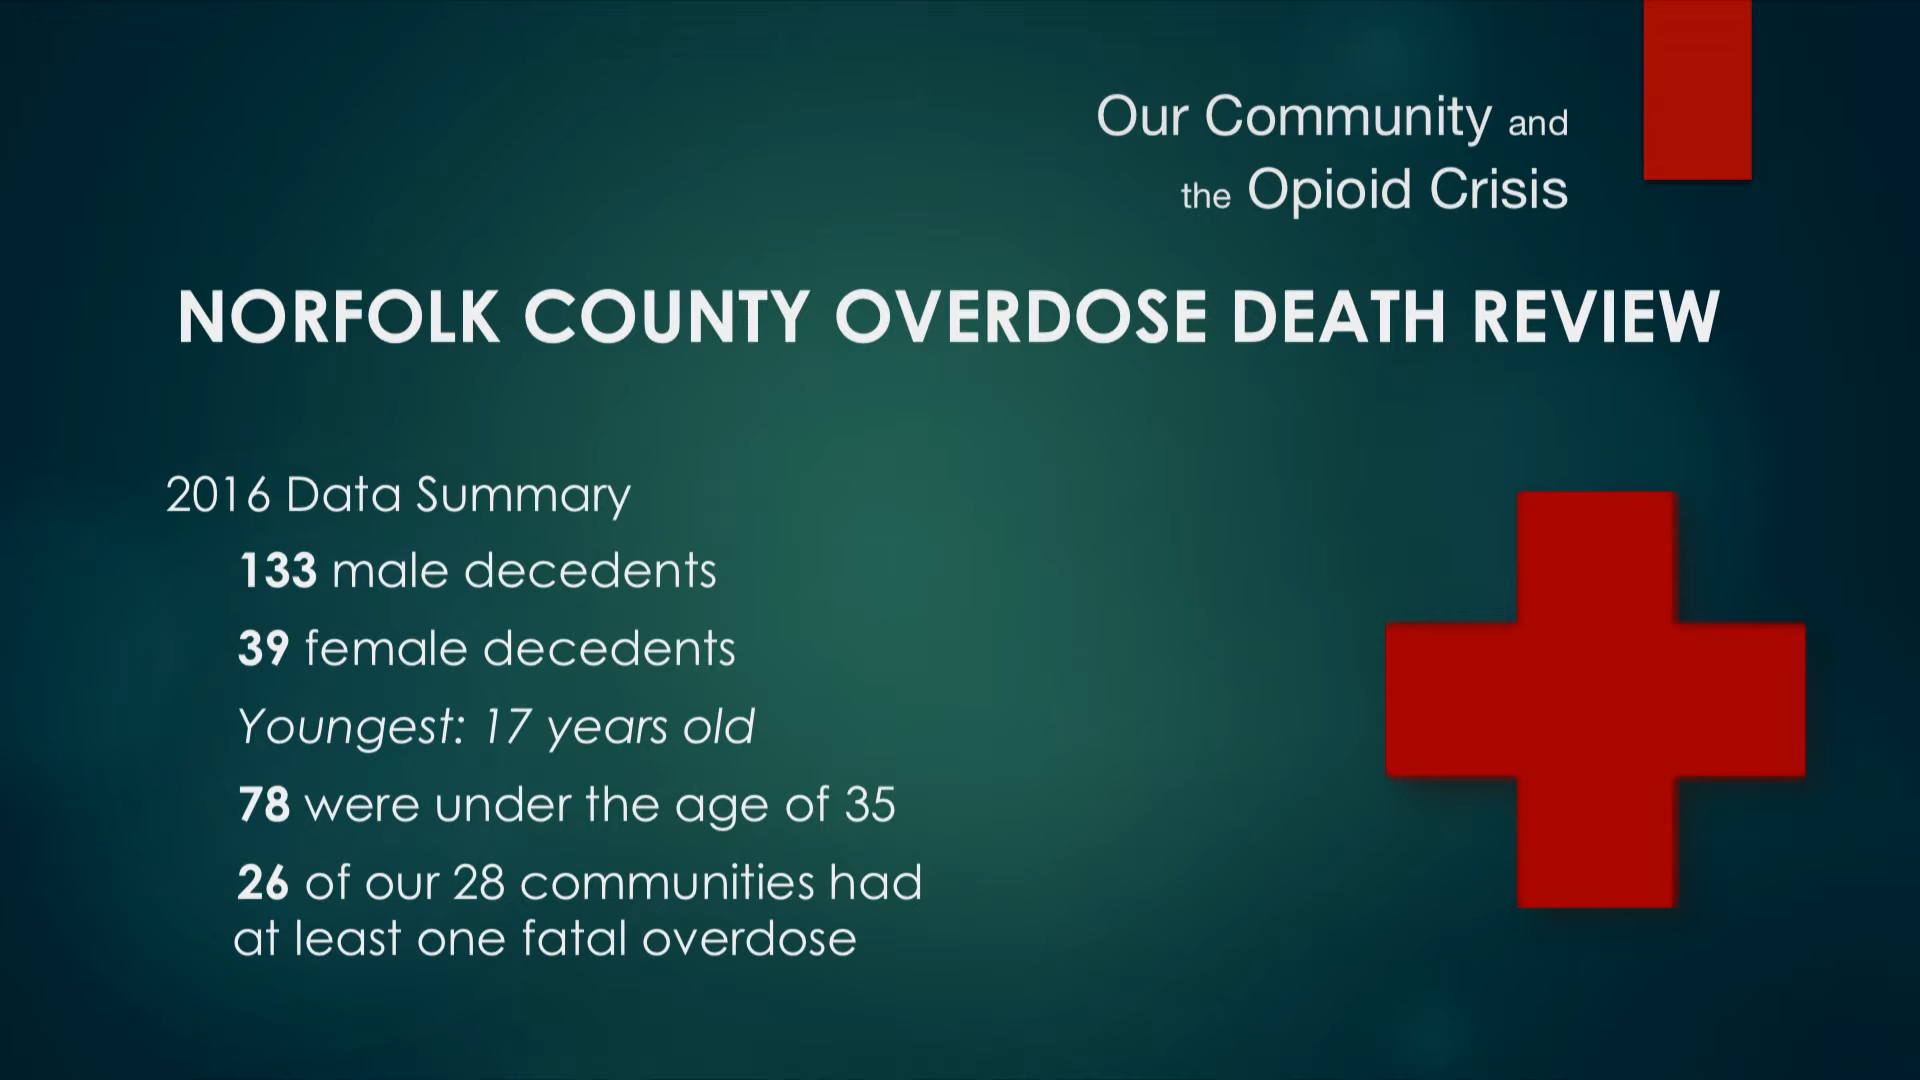 Our Community and
the Opioid Crisis
NORFOLK COUNTY OVERDOSE DEATH REVIEW
2016 Data Summary
133 male decedents
39 female decedents
Youngest: 17 years old
78 were under the age of 35
26 of our 28 communities had
at least one fatal overdose